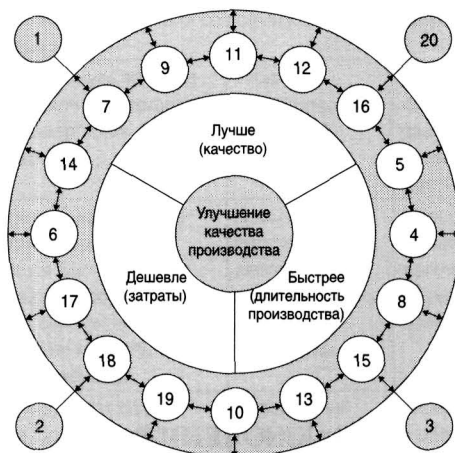 1
20
11
9
12
7
16
14
5
6
4
17
8
18
15
19
13
10
2
3
Лучше
(качество)
Улучшение
качества
производства
Дешевле
(затраты)
Быстрее
(длительность
производства)